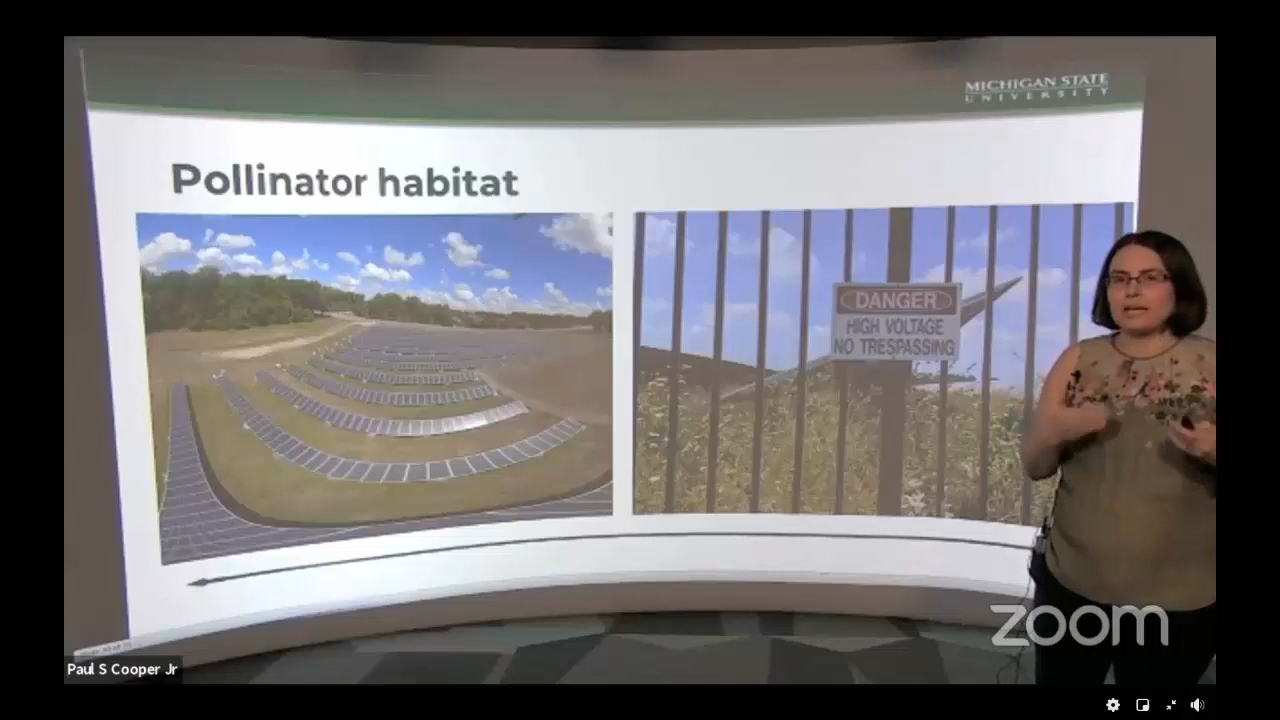 MICHIGAN STATE
UNIVERSITY
Pollinator habitat
DANGER
HIGH VOLTAGE
NO TRESPASSING
zoom
Paul S Cooper Jr